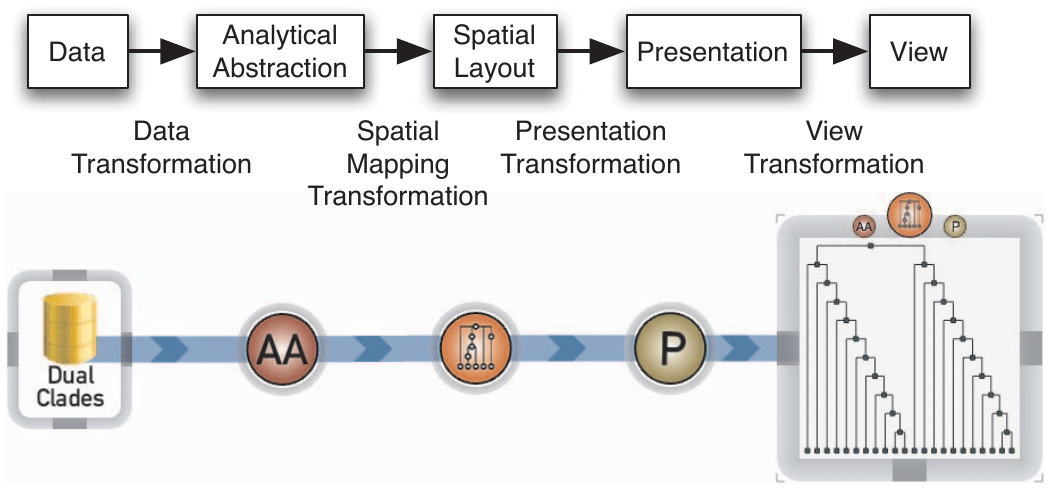 Data
Analytical
Abstraction
Spatial
Layout
Presentation
View
Data
Transformation
Spatial
Mapping
Transformation
Presentation
Transformation
View
Transformation
AA
P
Dual
Clades
AA
P